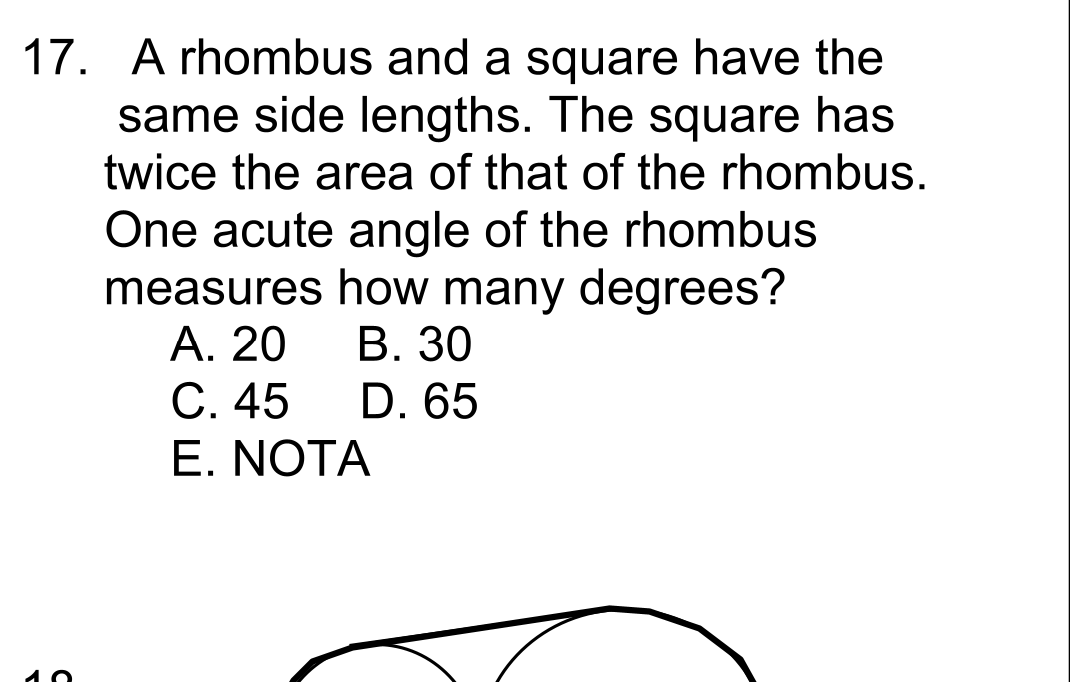 17. A rhombus and a square have the
same side lengths. The square has
twice the area of that of the rhombus.
One acute angle of the rhombus
measures how many degrees?
A. 20 B. 30
C. 45 D. 65
E. NOTA